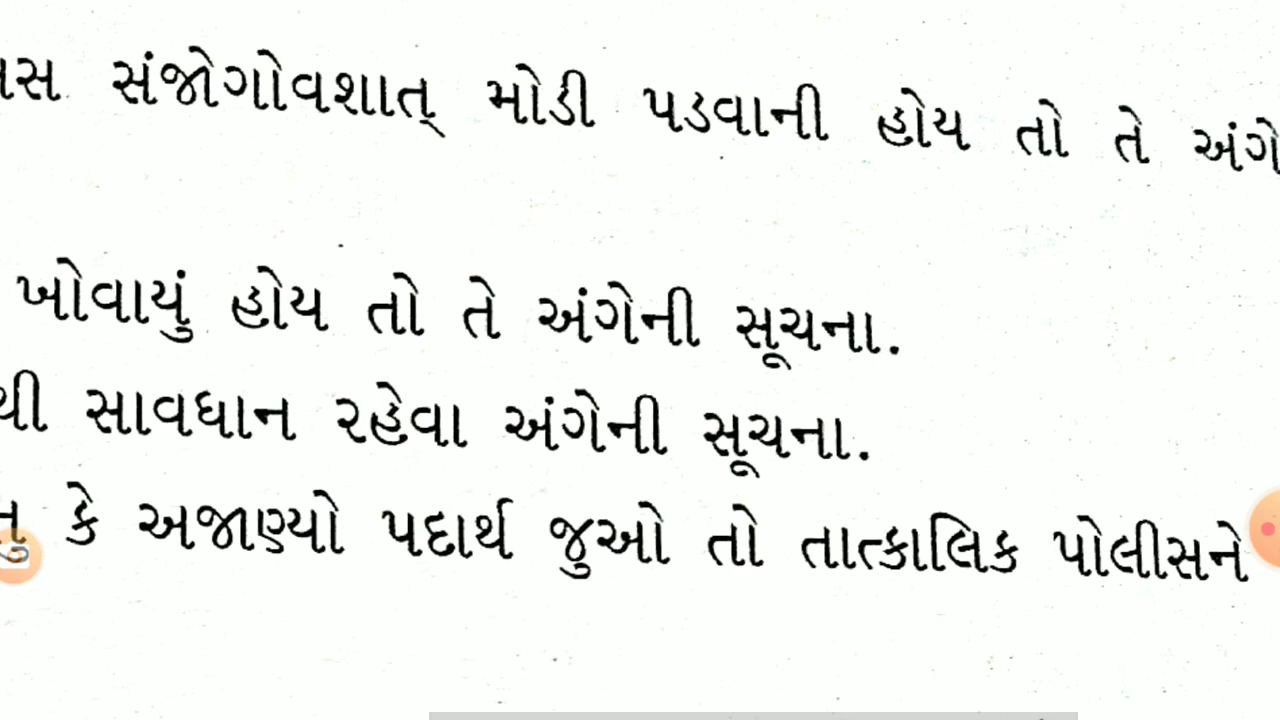 સંજોગોવશાત્ મોડી પડવાની હોય તો તે અંગે
ખોવાયું હોય તો તે અંગેની સૂચના.
સાવધાન રહેવા અંગેની સૂચના.
કે અજાણ્યો પદાર્થ જુઓ તો તાત્કાલિક પોલીસને